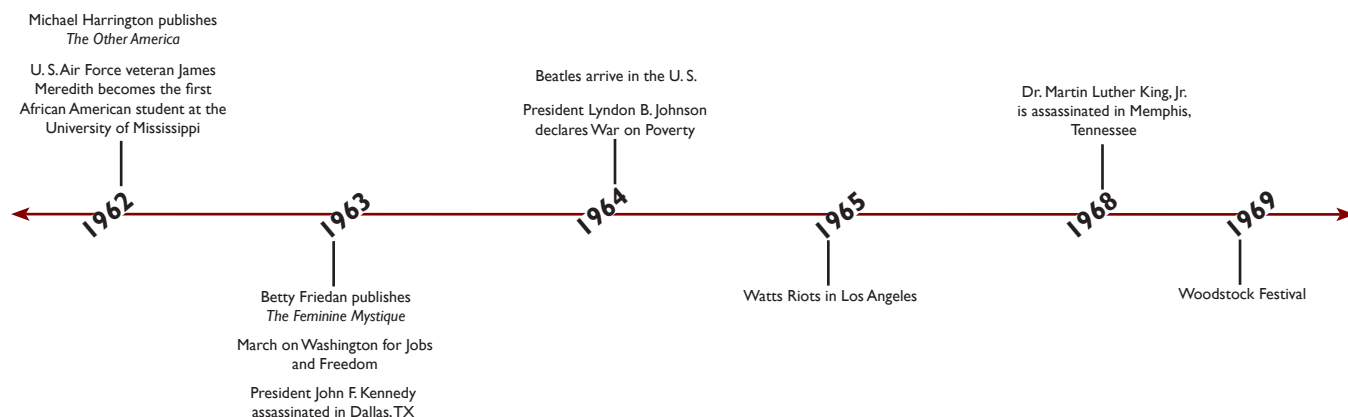 Michael Harrington publishes
The Other America
U. S. Air Force veteran James
Meredith becomes the first
African American student at the
University of Mississippi
1962
1963
Betty Friedan publishes
The Feminine Mystique
March on Washington for Jobs
and Freedom
President John F. Kennedy
assassinated in Dallas, TX
Beatles arrive in the U. S.
President Lyndon B. Johnson
declares War on Poverty
1964
1965
Watts Riots in Los Angeles
Dr. Martin Luther King, Jr.
is assassinated in Memphis,
Tennessee
1968
1969
Woodstock Festival